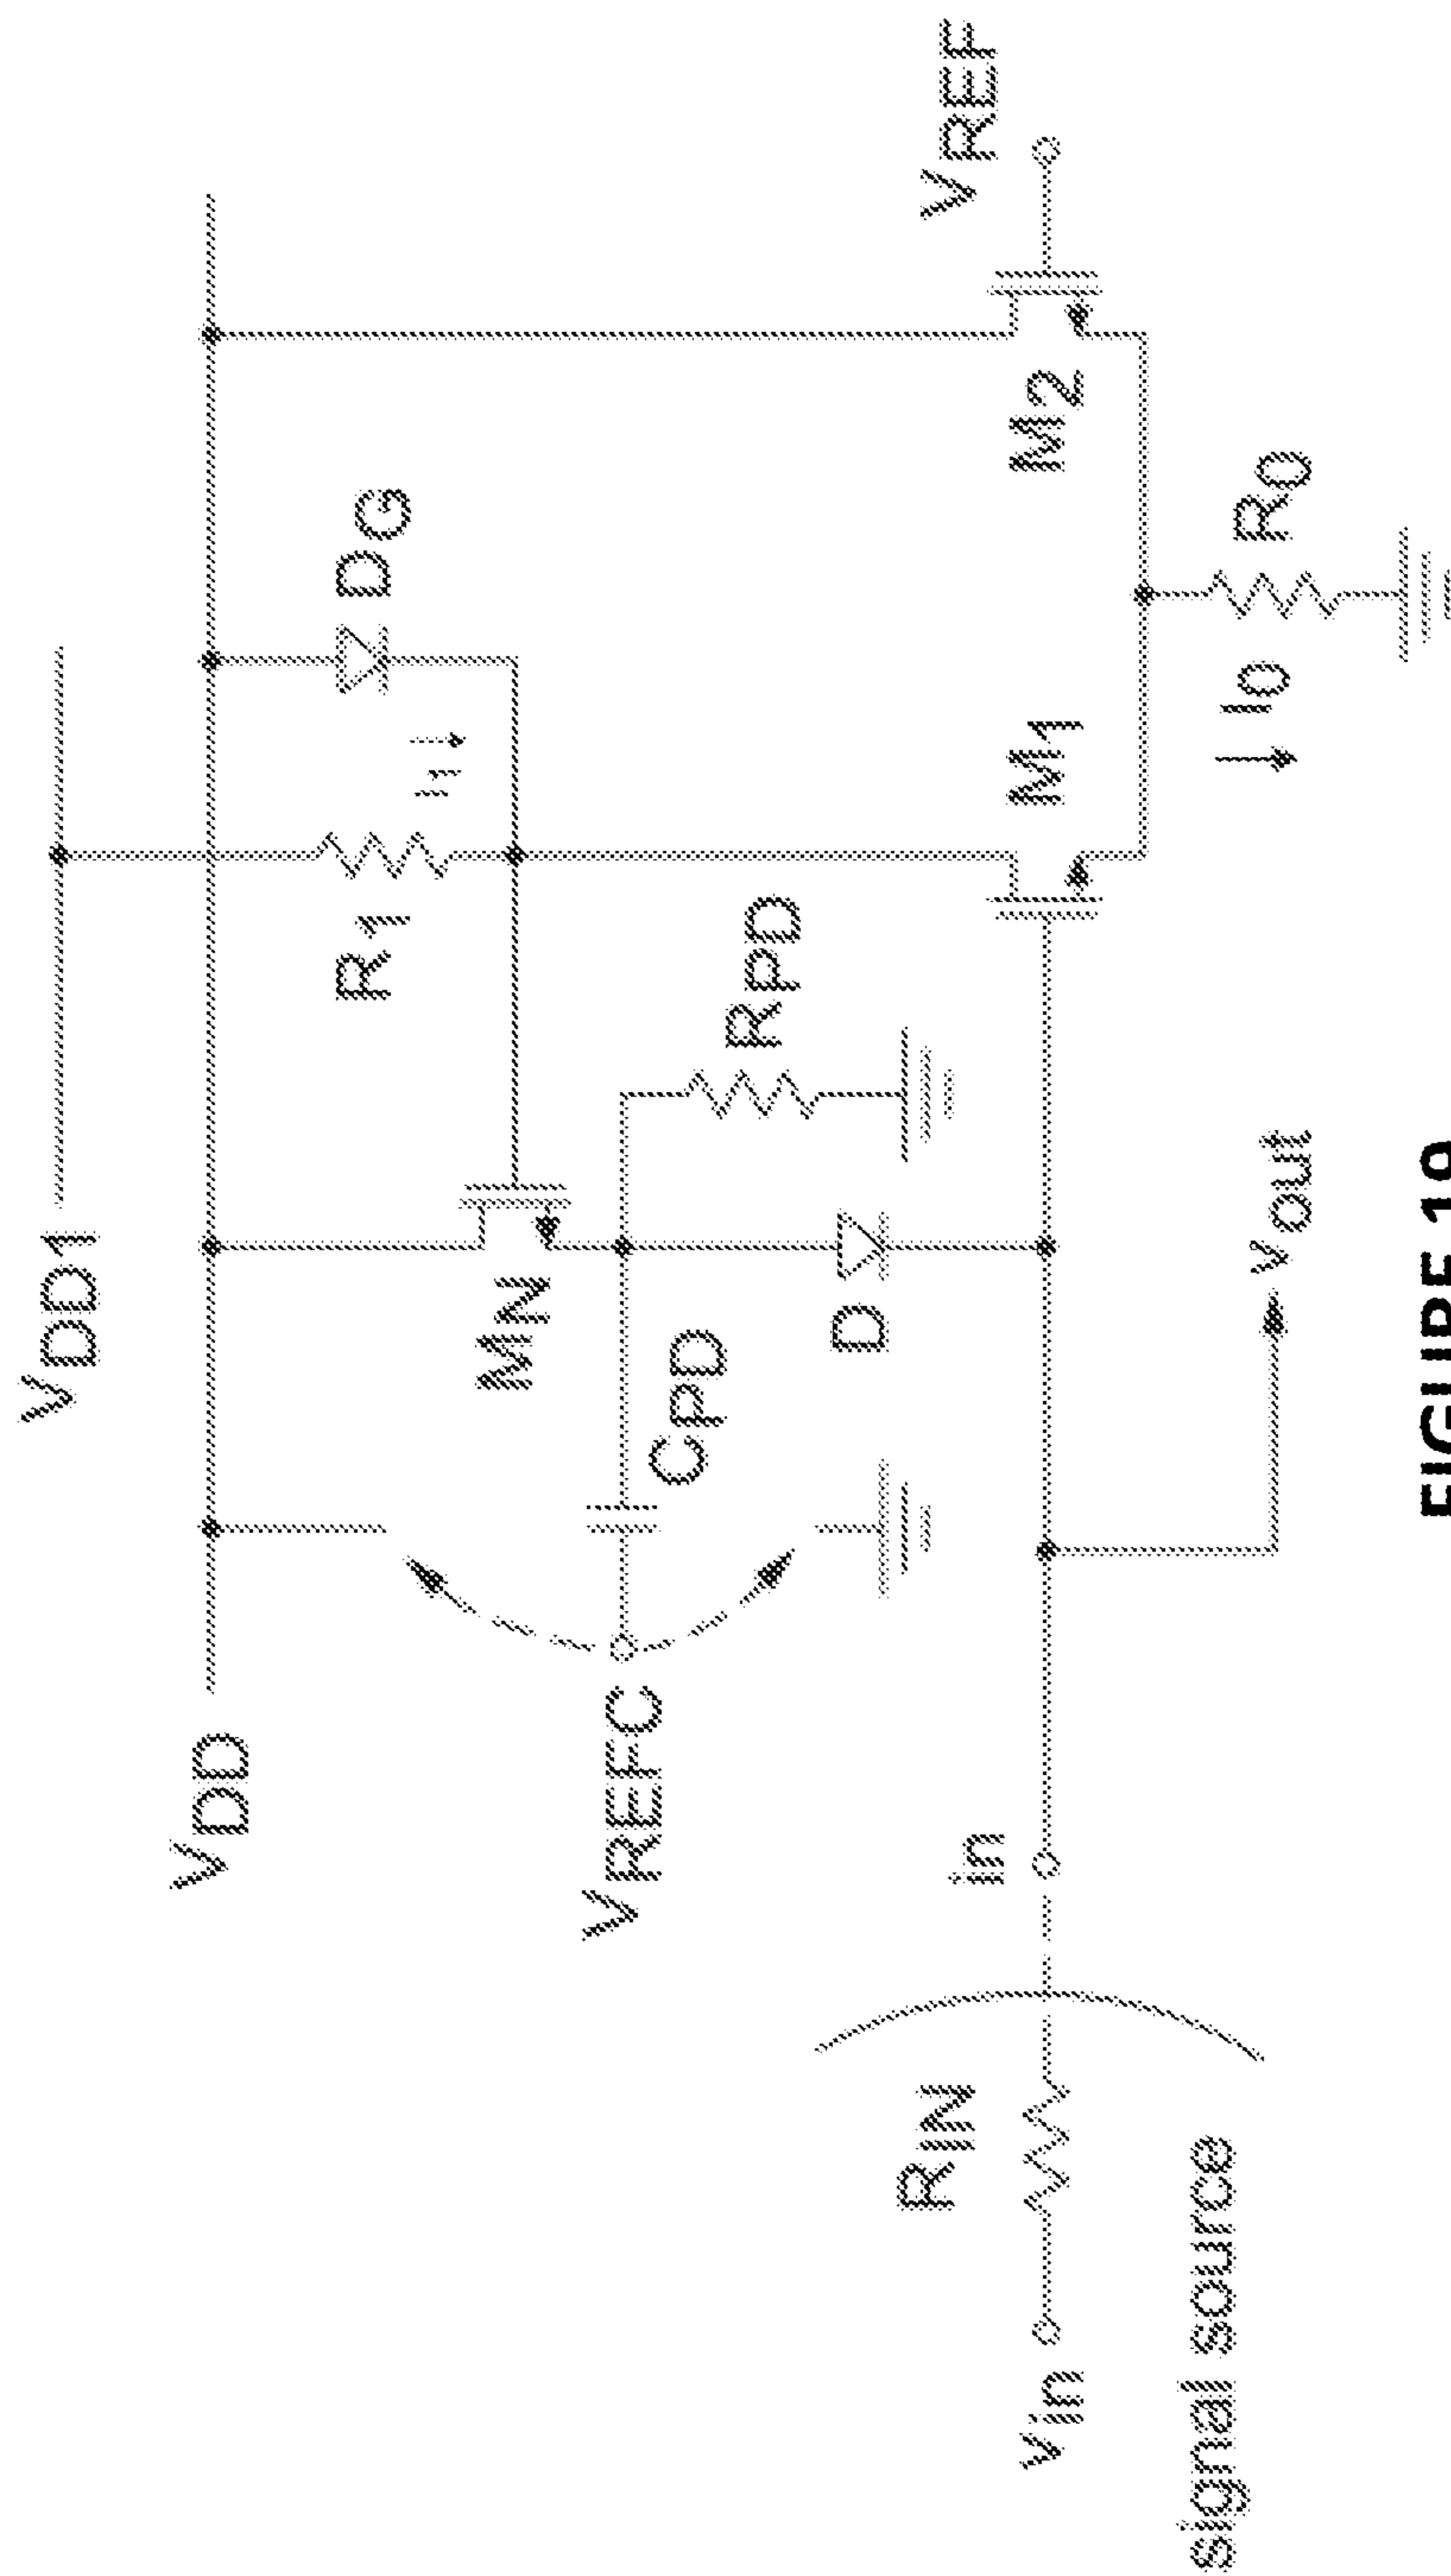 VDD1
VDD
DG
R1
I1
MN
VREFC
CPD
RPD
D
M1
M2
VREF
in
RIN
vin
signal source
vout
I0
R0